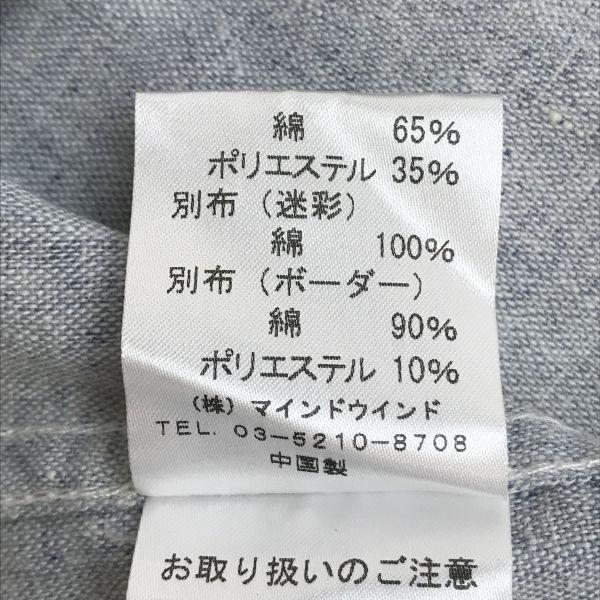 綿 65%
ポリエステル 35%
別布（迷彩）
綿 100%
別布（ボーダー）
綿 90%
ポリエステル 10%
（株）マインドウインド
TEL. 03-5210-8708
中国製
お取り扱いのご注意